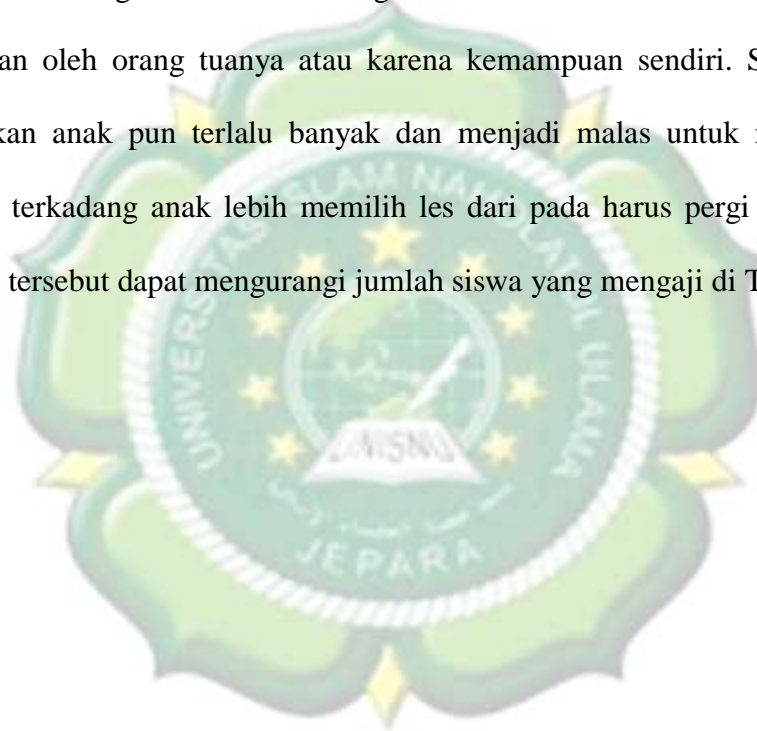 an oleh orang tuanya atau karena kemampuan sendiri. S
kan anak pun terlalu banyak dan menjadi malas untuk
terkadang anak lebih memilih les dari pada harus pergi
tersebut dapat mengurangi jumlah siswa yang mengaji di T
UNIVERSITAS ISLAM NAHDLATUL ULAMA
UNISNU
JEPARA